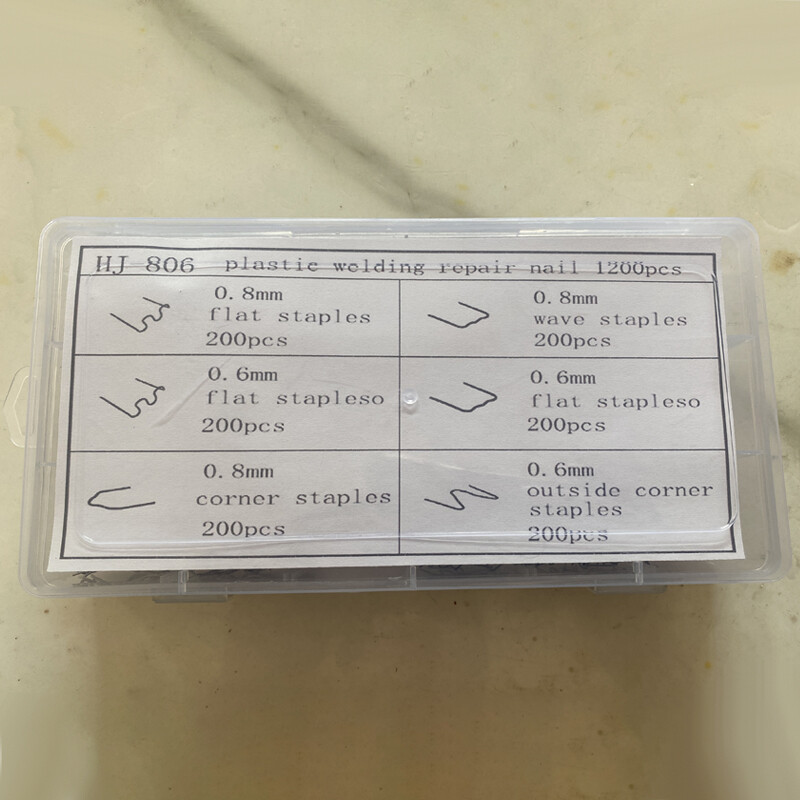 HJ 806 plastic welding repair nail 1200pcs
0.8mm
flat staples
200pcs
0.8mm
wave staples
200pcs
0.6mm
flat stapleso
200pcs
0.6mm
flat stapleso
200pcs
0.8mm
corner staples
200pcs
0.6mm
outside corner
staples
200pcs